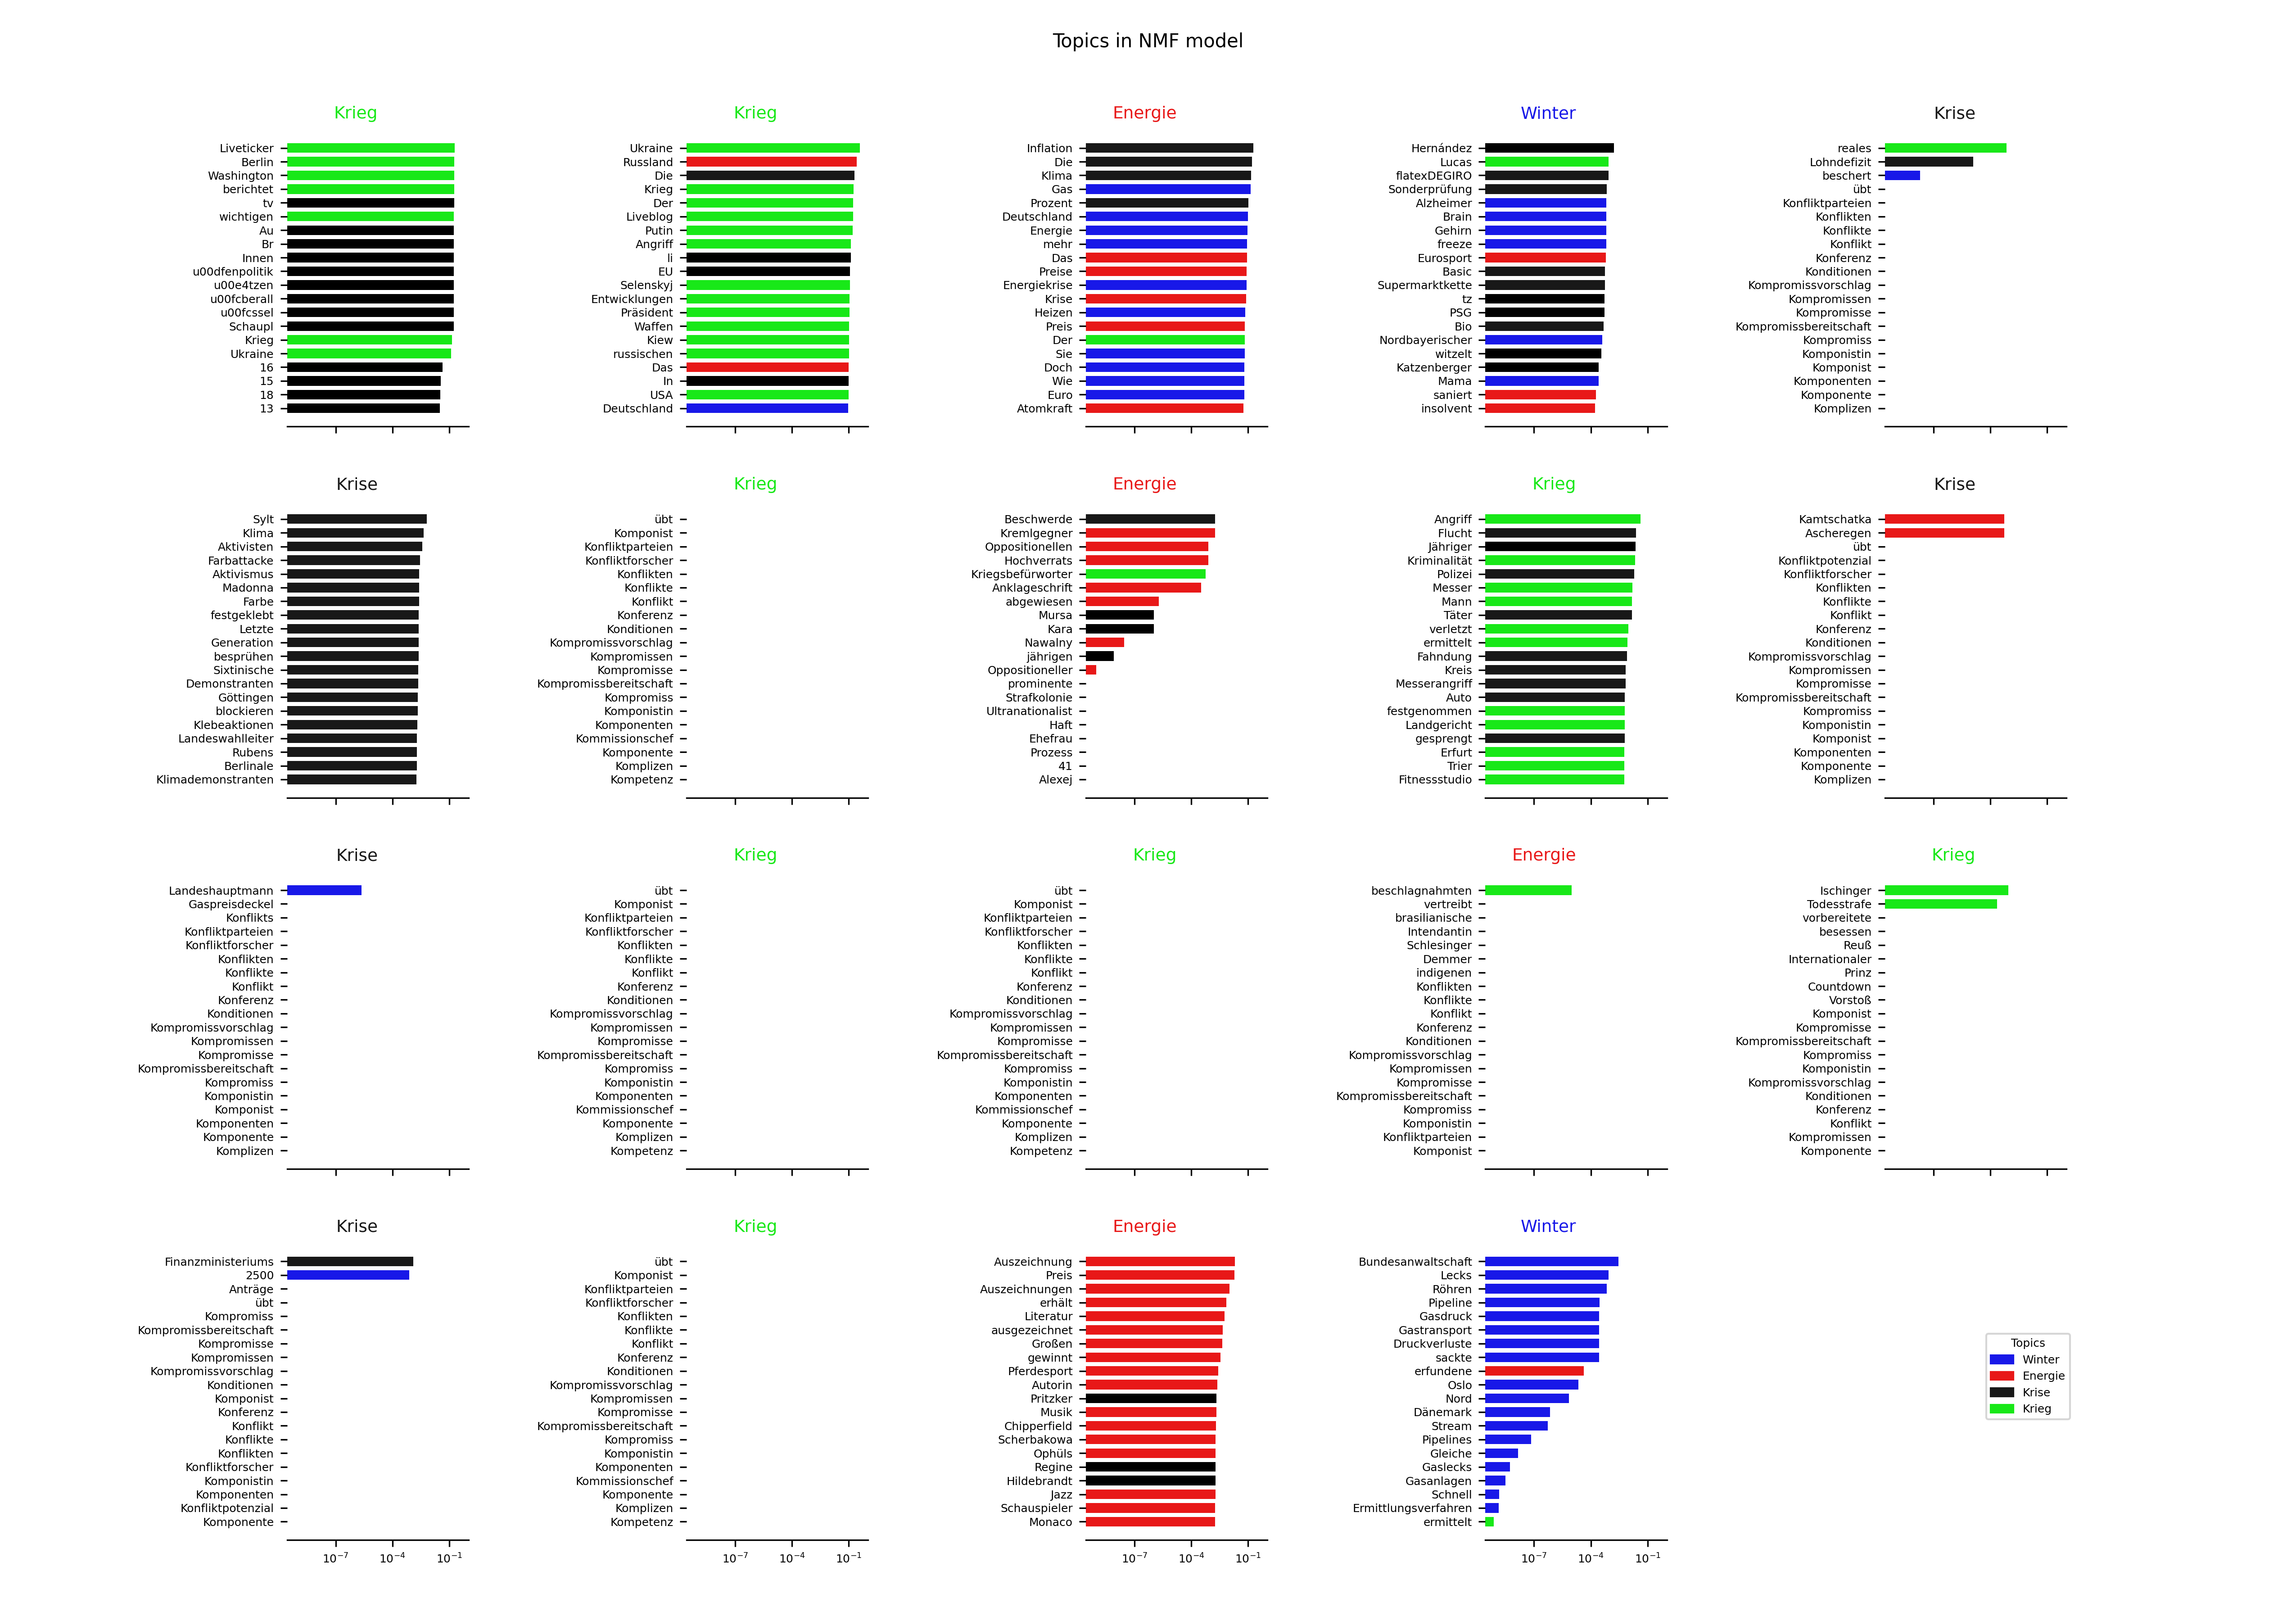 Topics in NMF model
Krieg
Liveticker
Berlin
Washington
berichtet
tv
wichtigen
Au
Br
Innen
u00dfenpolitik
u00e4tzen
u00fcberall
u00fcssel
Schaupl
Krieg
Ukraine
16
15
18
13
Krieg
Ukraine
Russland
Die
Krieg
Der
Liveblog
Putin
Angriff
li
EU
Selenskyj
Entwicklungen
Präsident
Waffen
Kiew
russischen
Das
In
USA
Deutschland
Energie
Inflation
Die
Klima
Gas
Prozent
Deutschland
Energie
mehr
Das
Preise
Energiekrise
Krise
Heizen
Preis
Der
Sie
Doch
Wie
Euro
Atomkraft
Winter
Hernández
Lucas
flatexDEGIRO
Sonderprüfung
Alzheimer
Brain
Gehirn
freeze
Eurosport
Basic
Supermarktkette
tz
PSG
Bio
Nordbayerischer
witzelt
Katzenberger
Mama
saniert
insolvent
Krise
reales
Lohndefizit
beschert
übt
Konfliktparteien
Konflikten
Konflikte
Konflikt
Konferenz
Konditionen
Kompromissvorschlag
Kompromissen
Kompromisse
Kompromissbereitschaft
Kompromiss
Komponistin
Komponist
Komponenten
Komponente
Komplizen
Krise
Sylt
Klima
Aktivisten
Farbattacke
Aktivismus
Madonna
Farbe
festgeklebt
Letzte
Generation
besprühen
Sixtinische
Demonstranten
Göttingen
blockieren
Klebeaktionen
Landeswahlleiter
Rubens
Berlinale
Klimademonstranten
Krieg
übt
Komponist
Konfliktparteien
Konfliktforscher
Konflikten
Konflikte
Konflikt
Konferenz
Konditionen
Kompromissvorschlag
Kompromissen
Kompromisse
Kompromissbereitschaft
Kompromiss
Komponistin
Komponenten
Kommissionschef
Komponente
Komplizen
Kompetenz
Energie
Beschwerde
Kremlgegner
Oppositionellen
Hochverrats
Kriegsbefürworter
Anklageschrift
abgewiesen
Mursa
Kara
Nawalny
jährigen
Oppositioneller
prominente
Strafkolonie
Ultranationalist
Haft
Ehefrau
Prozess
41
Alexej
Krieg
Angriff
Flucht
Jähriger
Kriminalität
Polizei
Messer
Mann
Täter
verletzt
ermittelt
Fahndung
Kreis
Messerangriff
Auto
festgenommen
Landgericht
gesprengt
Erfurt
Trier
Fitnessstudio
Krise
Kamtschatka
Ascheregen
übt
Konfliktpotenzial
Konfliktforscher
Konflikten
Konflikte
Konflikt
Konferenz
Konditionen
Kompromissvorschlag
Kompromissen
Kompromisse
Kompromissbereitschaft
Kompromiss
Komponistin
Komponist
Komponenten
Komponente
Komplizen
Krise
Landeshauptmann
Gaspreisdeckel
Konflikts
Konfliktparteien
Konfliktforscher
Konflikten
Konflikte
Konflikt
Konferenz
Konditionen
Kompromissvorschlag
Kompromissen
Kompromisse
Kompromissbereitschaft
Kompromiss
Komponistin
Komponist
Komponenten
Komponente
Komplizen
Krieg
übt
Komponist
Konfliktparteien
Konfliktforscher
Konflikten
Konflikte
Konflikt
Konferenz
Konditionen
Kompromissvorschlag
Kompromissen
Kompromisse
Kompromissbereitschaft
Kompromiss
Komponistin
Komponenten
Kommissionschef
Komponente
Komplizen
Kompetenz
Krieg
übt
Komponist
Konfliktparteien
Konfliktforscher
Konflikten
Konflikte
Konflikt
Konferenz
Konditionen
Kompromissvorschlag
Kompromissen
Kompromisse
Kompromissbereitschaft
Kompromiss
Komponistin
Komponenten
Kommissionschef
Komponente
Komplizen
Kompetenz
Energie
beschlagnahmten
vertreibt
brasilianische
Intendantin
Schlesinger
Demmer
indigenen
Konflikten
Konflikte
Konflikt
Konferenz
Konditionen
Kompromissvorschlag
Kompromissen
Kompromisse
Kompromissbereitschaft
Kompromiss
Komponistin
Konfliktparteien
Komponist
Krieg
Ischinger
Todesstrafe
vorbereitete
besessen
Reuß
Internationaler
Prinz
Countdown
Vorstoß
Komponist
Kompromisse
Kompromissbereitschaft
Kompromiss
Komponistin
Kompromissvorschlag
Konditionen
Konferenz
Konflikt
Kompromissen
Komponente
Krise
Finanzministeriums
2500
Anträge
übt
Kompromiss
Kompromissbereitschaft
Kompromisse
Kompromissen
Kompromissvorschlag
Konditionen
Komponist
Konferenz
Konflikt
Konflikte
Konflikten
Konfliktforscher
Komponistin
Komponenten
Konfliktpotenzial
Komponente
10⁻⁷ 10⁻⁴ 10⁻¹
Krieg
übt
Komponist
Konfliktparteien
Konfliktforscher
Konflikten
Konflikte
Konflikt
Konferenz
Konditionen
Kompromissvorschlag
Kompromissen
Kompromisse
Kompromissbereitschaft
Kompromiss
Komponistin
Komponenten
Kommissionschef
Komponente
Komplizen
Kompetenz
10⁻⁷ 10⁻⁴ 10⁻¹
Energie
Auszeichnung
Preis
Auszeichnungen
erhält
Literatur
ausgezeichnet
Großen
gewinnt
Pferdesport
Autorin
Pritzker
Musik
Chipperfield
Scherbakowa
Ophüls
Regine
Hildebrandt
Jazz
Schauspieler
Monaco
10⁻⁷ 10⁻⁴ 10⁻¹
Winter
Bundesanwaltschaft
Lecks
Röhren
Pipeline
Gasdruck
Gastransport
Druckverluste
sackte
erfundene
Oslo
Nord
Dänemark
Stream
Pipelines
Gleiche
Gaslecks
Gasanlagen
Schnell
Ermittlungsverfahren
ermittelt
10⁻⁷ 10⁻⁴ 10⁻¹
Topics
Winter
Energie
Krise
Krieg